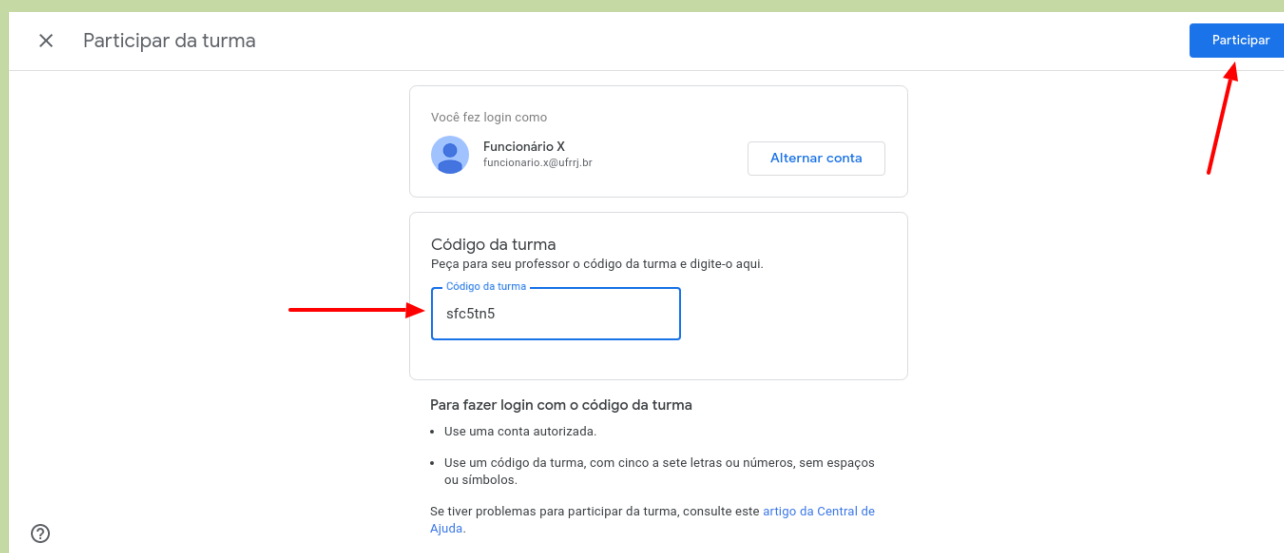 Participar da turma
Participar
Você fez login como
Funcionário X
funcionario.x@ufrrj.br
Alternar conta
Código da turma
Peça para seu professor o código da turma e digite-o aqui.
Código da turma
sfc5tn5
Para fazer login com o código da turma
• Use uma conta autorizada.
• Use um código da turma, com cinco a sete letras ou números, sem espaços
ou símbolos.
Se tiver problemas para participar da turma, consulte este artigo da Central de
Ajuda.